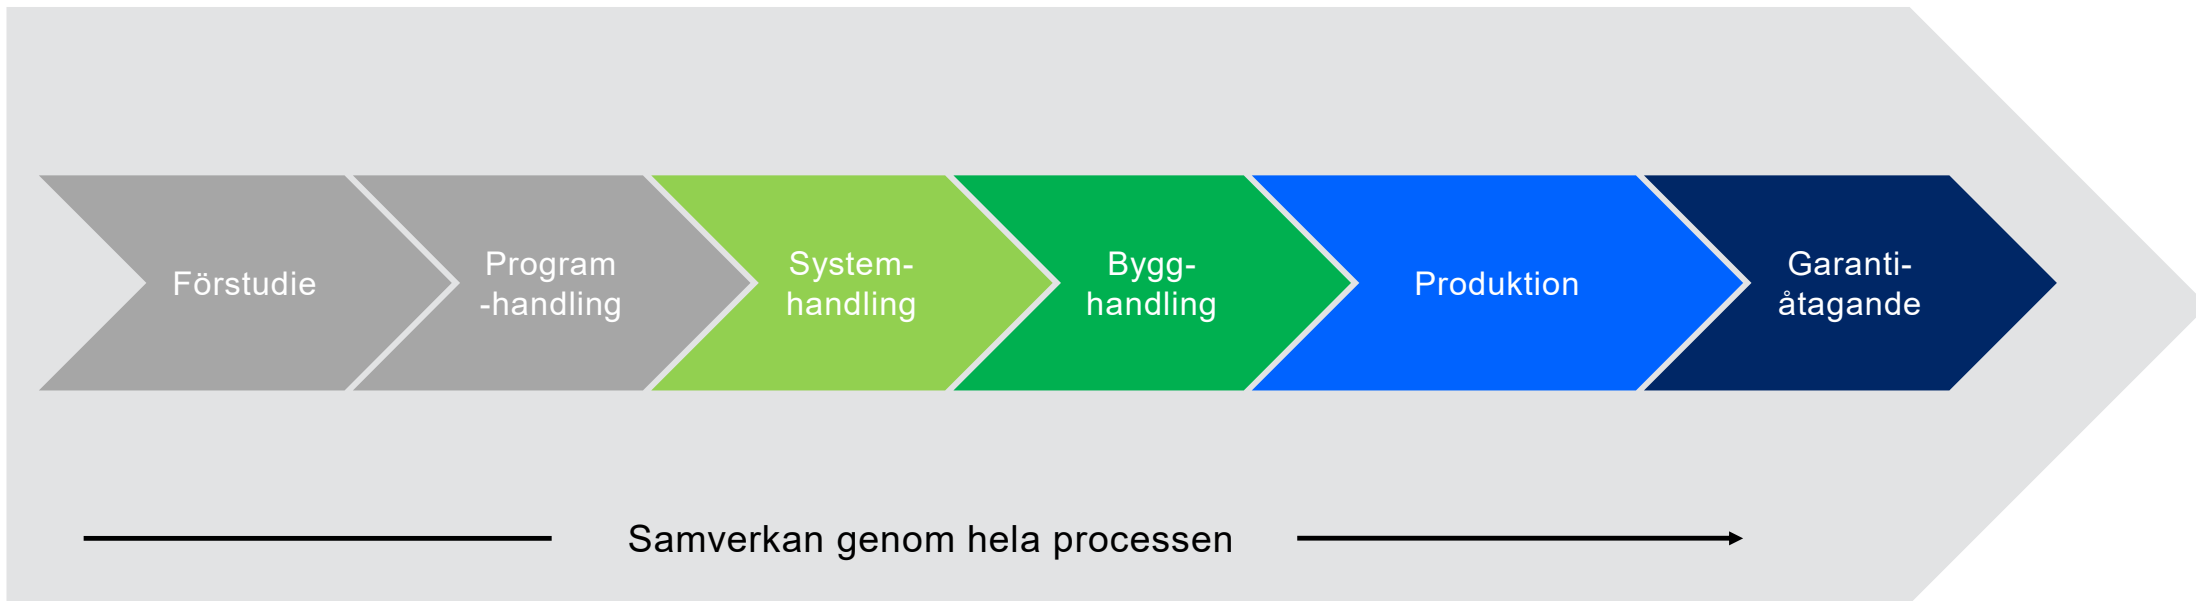 Förstudie
Program
-handling
System-
handling
Bygg-
handling
Produktion
Garanti-
åtagande
Samverkan genom hela processen